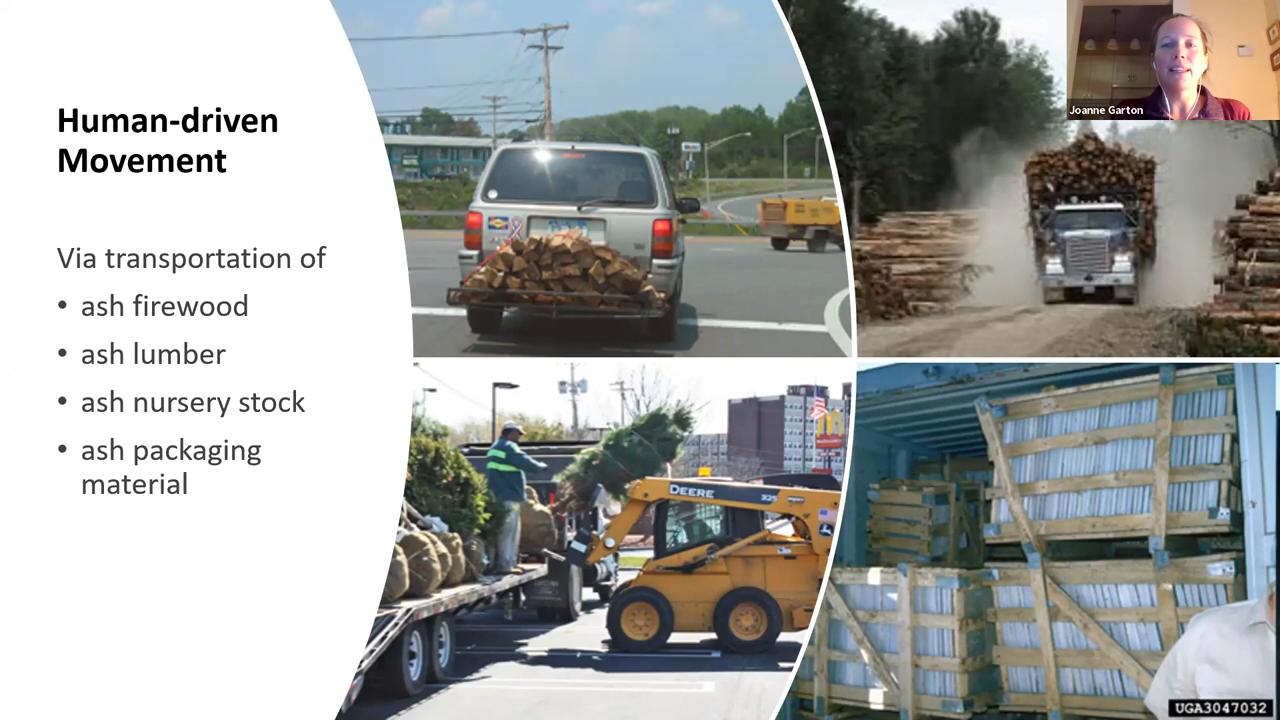 Human-driven
Movement
Via transportation of
• ash firewood
• ash lumber
• ash nursery stock
• ash packaging
material
Joanne Garton
DEERE
UGA3047032